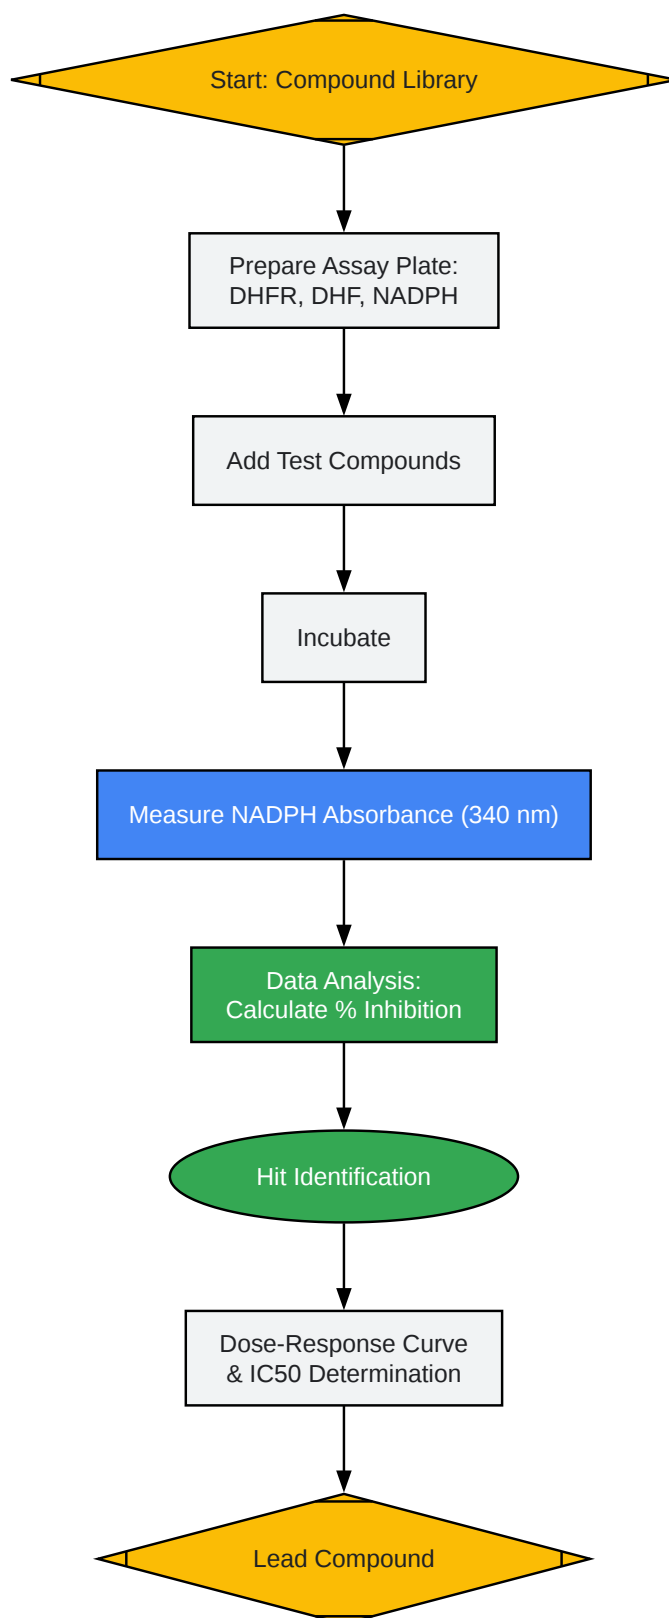 Start: Compound Library
Prepare Assay Plate:
DHFR, DHF, NADPH
Add Test Compounds
Incubate
Measure NADPH Absorbance (340 nm)
Data Analysis:
Calculate % Inhibition
Hit Identification
Dose-Response Curve
& IC50 Determination
Lead Compound